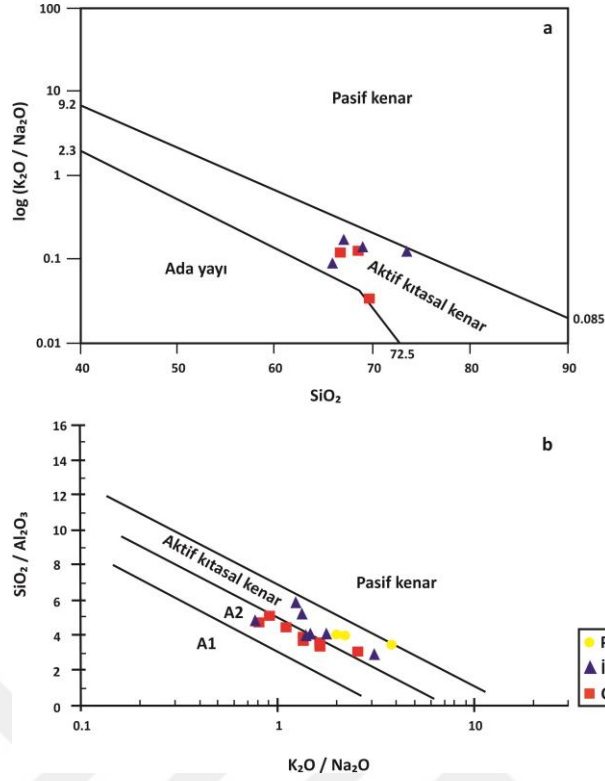 a
100
10
9.2
2.3
1
0.1
0.01
log (K₂O / Na₂O)
Pasif kenar
Ada yayı
Aktif kıtasal kenar
0.085
72.5
40
50
60
70
80
90
SiO₂
b
16
14
12
10
8
6
4
2
0
SiO₂ / Al₂O₃
Aktif kıtasal kenar
Pasif kenar
A2
A1
0.1
1
10
K₂O / Na₂O